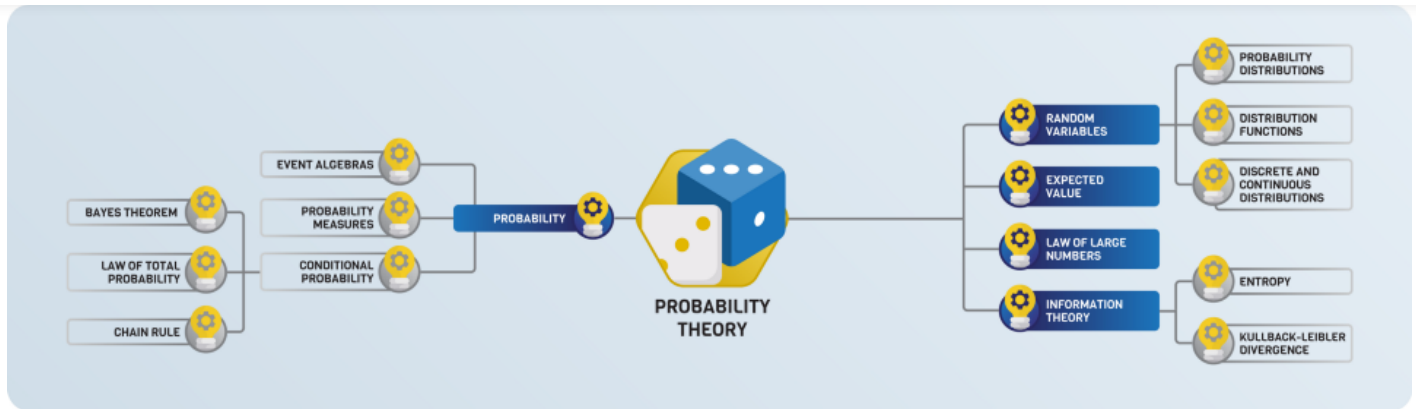 EVENT ALGEBRAS
BAYES THEOREM
PROBABILITY
MEASURES
PROBABILITY
LAW OF TOTAL
PROBABILITY
CONDITIONAL
PROBABILITY
CHAIN RULE
PROBABILITY
THEORY
RANDOM
VARIABLES
EXPECTED
VALUE
LAW OF LARGE
NUMBERS
INFORMATION
THEORY
PROBABILITY
DISTRIBUTIONS
DISTRIBUTION
FUNCTIONS
DISCRETE AND
CONTINUOUS
DISTRIBUTIONS
ENTROPY
KULLBACK-LEIBLER
DIVERGENCE